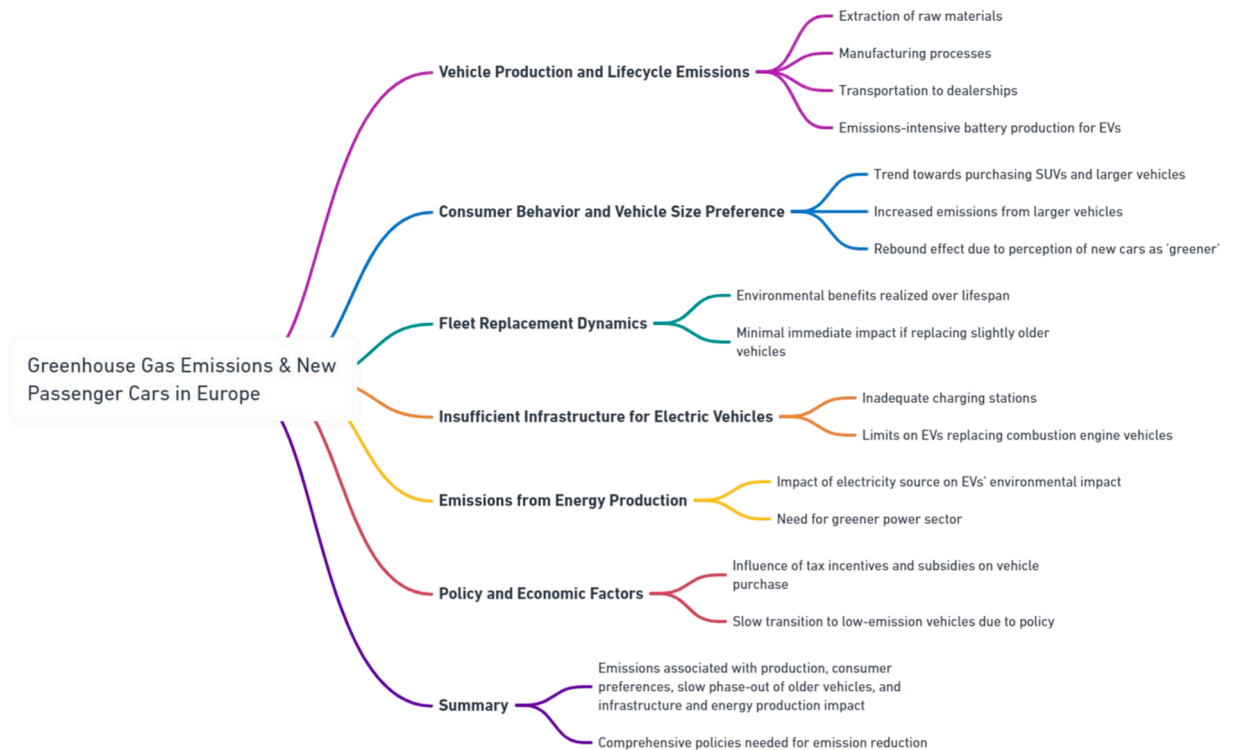 Greenhouse Gas Emissions & New
Passenger Cars in Europe
Vehicle Production and Lifecycle Emissions
Extraction of raw materials
Manufacturing processes
Transportation to dealerships
Emissions-intensive battery production for EVs
Consumer Behavior and Vehicle Size Preference
Trend towards purchasing SUVs and larger vehicles
Increased emissions from larger vehicles
Rebound effect due to perception of new cars as 'greener'
Fleet Replacement Dynamics
Environmental benefits realized over lifespan
Minimal immediate impact if replacing slightly older
vehicles
Insufficient Infrastructure for Electric Vehicles
Inadequate charging stations
Limits on EVs replacing combustion engine vehicles
Emissions from Energy Production
Impact of electricity source on EVs' environmental impact
Need for greener power sector
Policy and Economic Factors
Influence of tax incentives and subsidies on vehicle
purchase
Slow transition to low-emission vehicles due to policy
Summary
Emissions associated with production, consumer
preferences, slow phase-out of older vehicles, and
infrastructure and energy production impact
Comprehensive policies needed for emission reduction